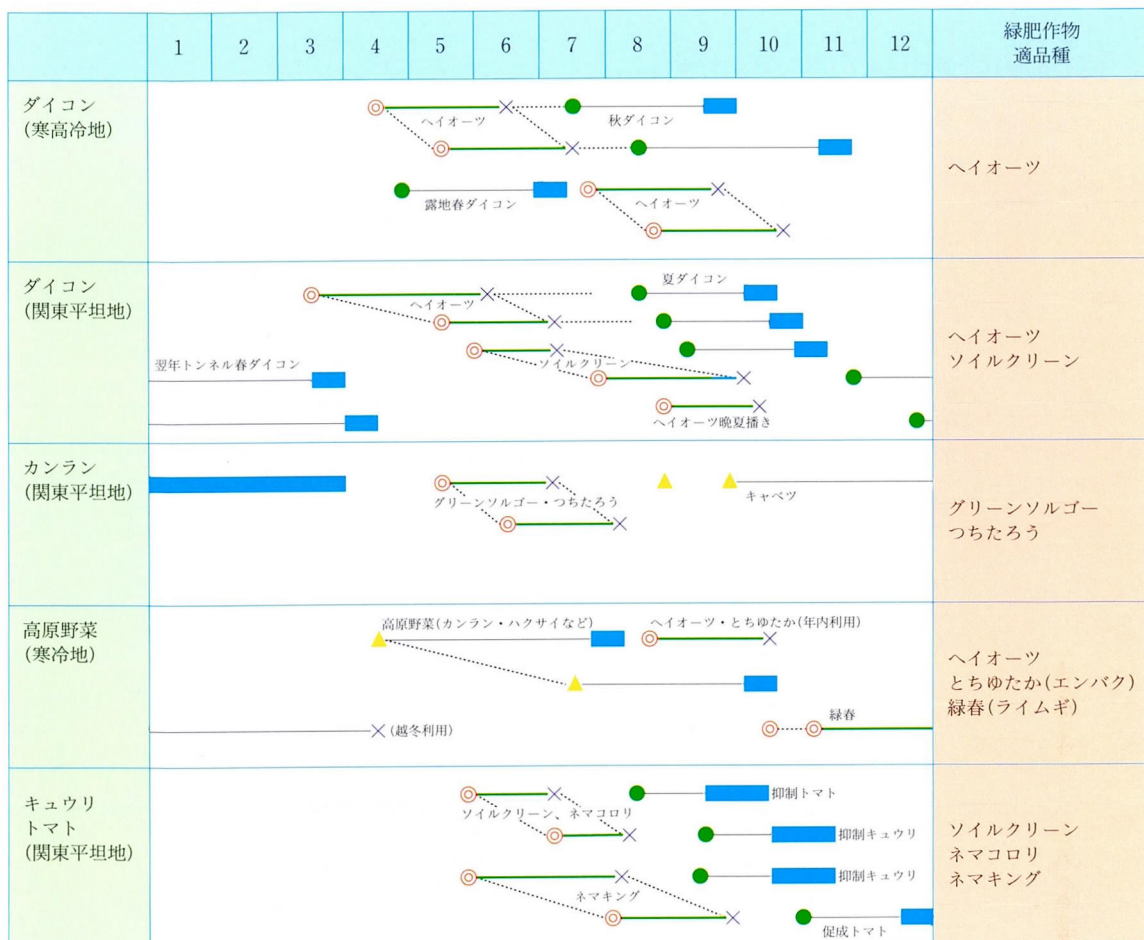 1 2 3 4 5 6 7 8 9 10 11 12 緑肥作物
適品種
ダイコン
(寒高冷地)
ヘイオーツ
秋ダイコン
露地春ダイコン
ヘイオーツ
ヘイオーツ
ダイコン
(関東平坦地)
夏ダイコン
ヘイオーツ
ソイルクリーン
翌年トンネル春ダイコン
ヘイオーツ晩夏播き
ヘイオーツ
ソイルクリーン
カンラン
(関東平坦地)
グリーンソルゴー・つちたろう
キャベツ
グリーンソルゴー
つちたろう
高原野菜
(寒冷地)
高原野菜(カンラン・ハクサイなど)
ヘイオーツ・とちゆたか(年内利用)
(越冬利用)
緑春
ヘイオーツ
とちゆたか(エンバク)
緑春(ライムギ)
キュウリ
トマト
(関東平坦地)
ソイルクリーン、ネマコロリ
抑制トマト
抑制キュウリ
抑制キュウリ
ネマキング
促成トマト
ソイルクリーン
ネマコロリ
ネマキング